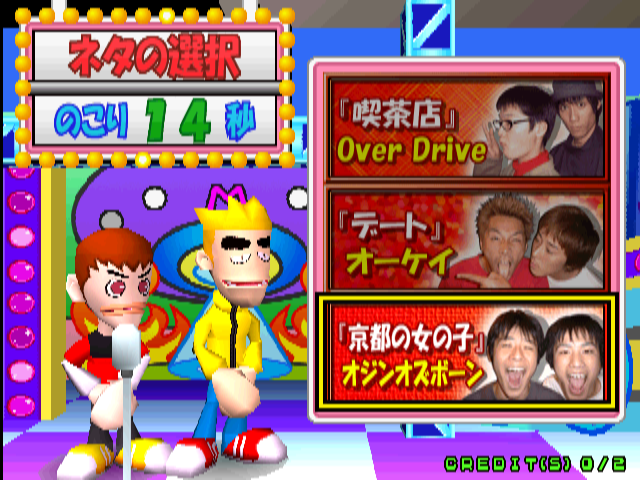 ネタの選択
のこり 14 秒
『喫茶店』
Over Drive
『デート』
オーケイ
『京都の女の子』
オジンオズボーン
CREDIT(S) 0/2